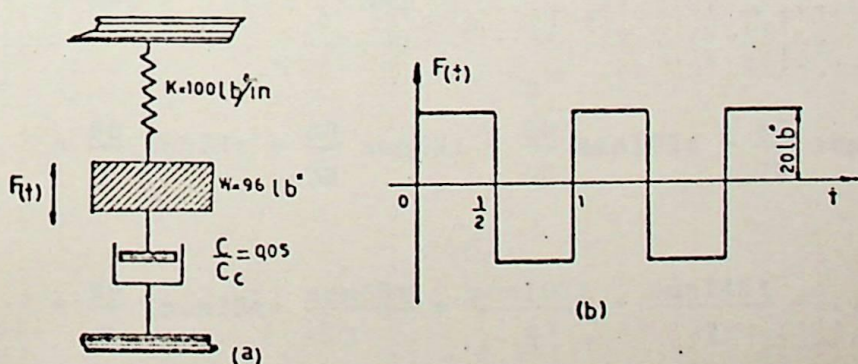 K=100 lb°/in
F(t)
W=96 lb°
C/Cc = 0,05
(a)
F(t)
20 lb°
0
1/2
1
t
(b)